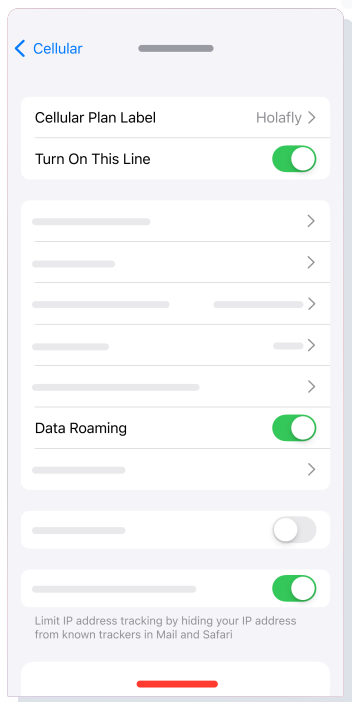 Cellular
Cellular Plan Label Holafly
Turn On This Line
Data Roaming
Limit IP address tracking by hiding your IP address
from known trackers in Mail and Safari